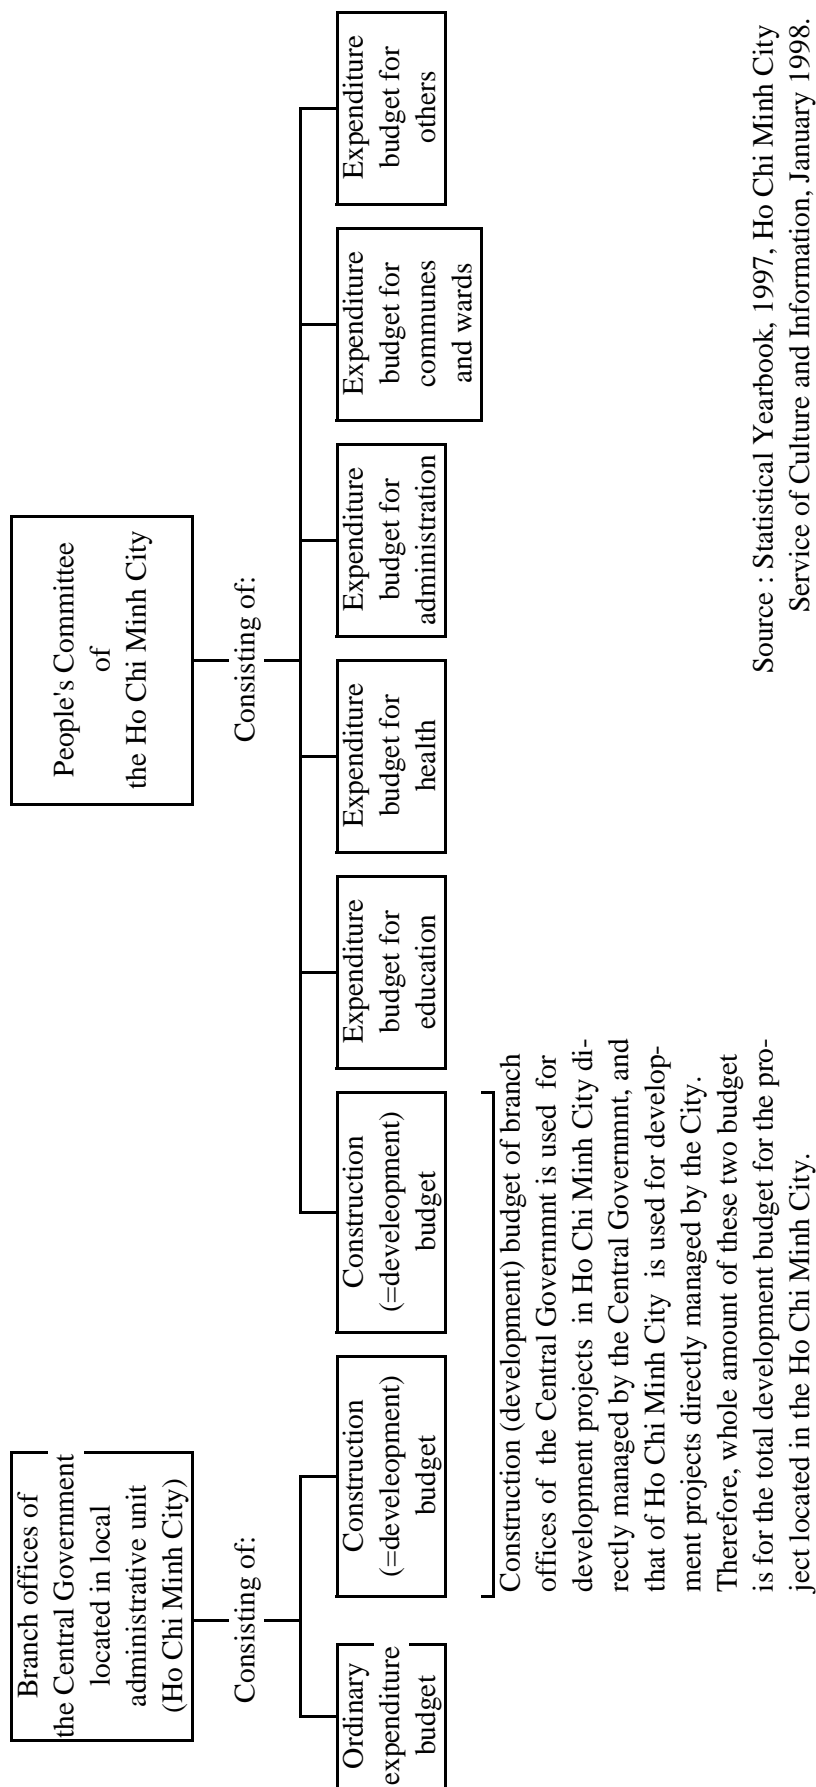 Branch offices of
the Central Government
located in local
administrative unit
(Ho Chi Minh City)
Consisting of:
Ordinary
expenditure
budget
Construction
(=develeopment)
budget
People's Committee
of
the Ho Chi Minh City
Consisting of:
Construction
(=develeopment)
budget
Expenditure
budget for
education
Expenditure
budget for
health
Expenditure
budget for
administration
Expenditure
budget for
communes
and wards
Expenditure
budget for
others
Construction (development) budget of branch
offices of the Central Governmnt is used for
development projects in Ho Chi Minh City di-
rectly managed by the Central Governmnt, and
that of Ho Chi Minh City is used for develop-
ment projects directly managed by the City.
Therefore, whole amount of these two budget
is for the total development budget for the pro-
ject located in the Ho Chi Minh City.
Source : Statistical Yearbook, 1997, Ho Chi Minh City
Service of Culture and Information, January 1998.